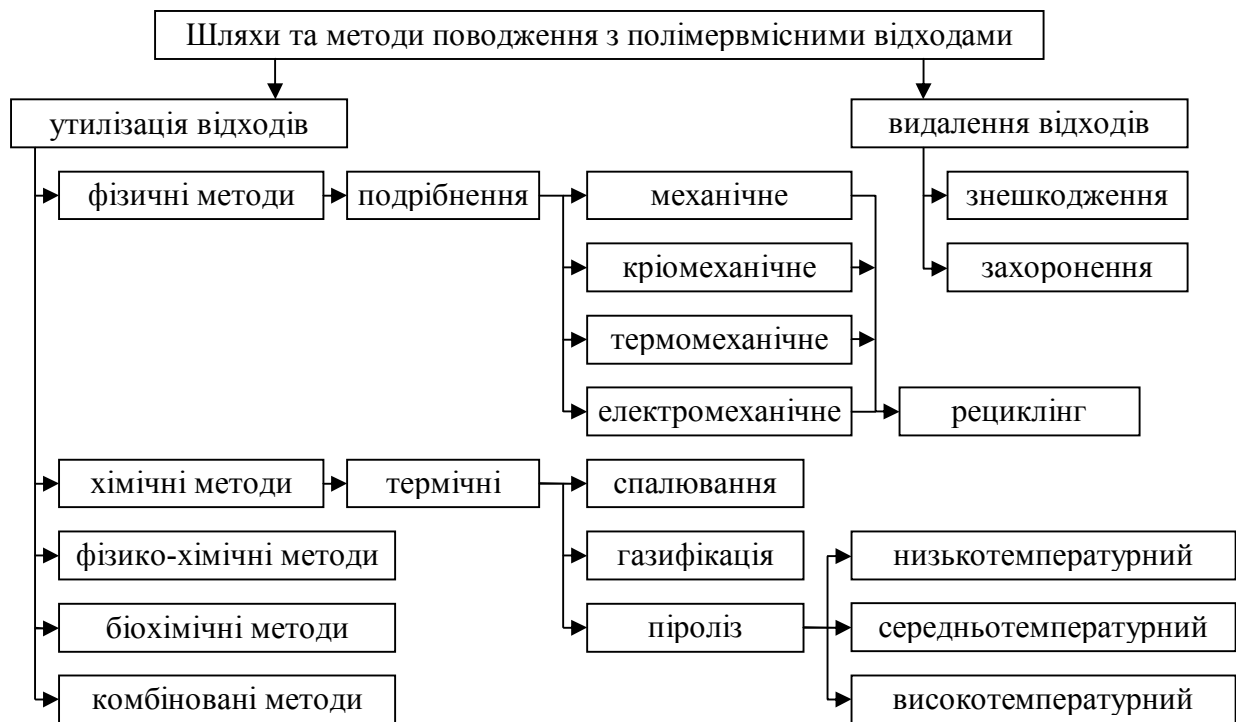 Шляхи та методи поводження з полімервмісними відходами
утилізація відходів
видалення відходів
фізичні методи
подрібнення
механічне
знешкодження
кріомеханічне
захоронення
термомеханічне
електромеханічне
рециклінг
хімічні методи
термічні
спалювання
фізико-хімічні методи
газифікація
низькотемпературний
біохімічні методи
піроліз
середньотемпературний
комбіновані методи
високотемпературний